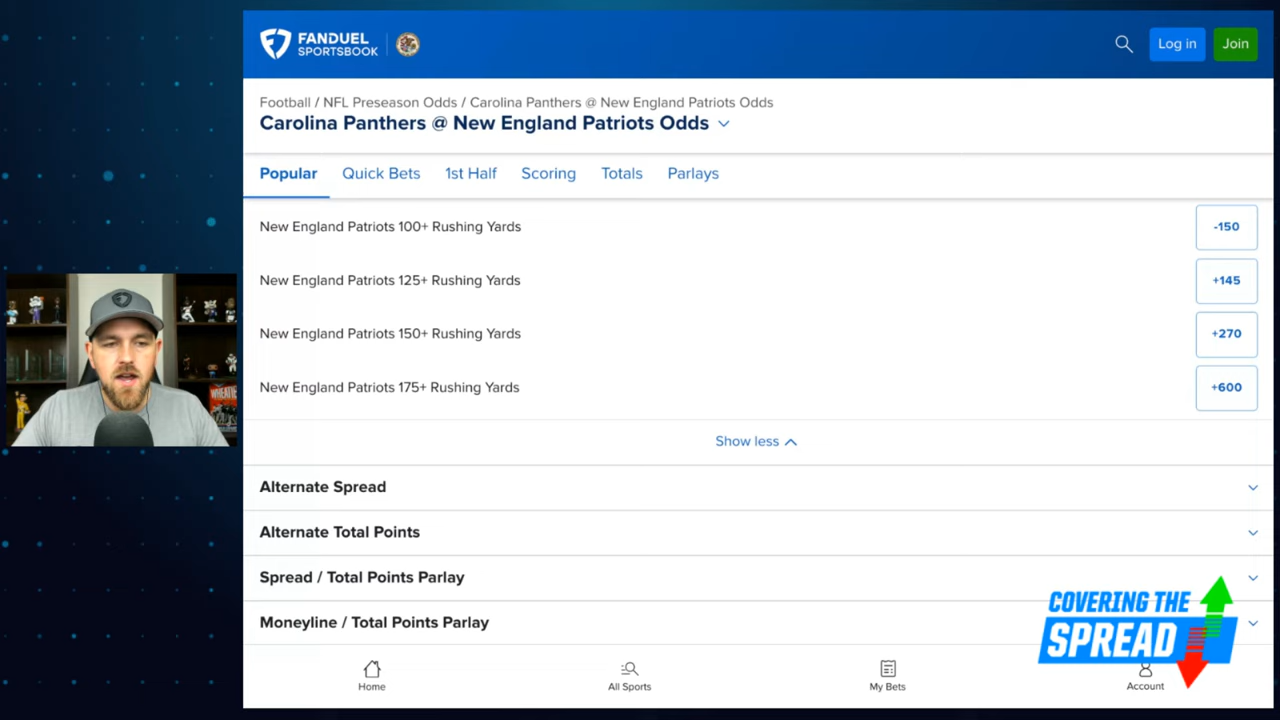 FANDUEL
SPORTSBOOK
Log in
Join
Football / NFL Preseason Odds / Carolina Panthers @ New England Patriots Odds
Carolina Panthers @ New England Patriots Odds
Popular
Quick Bets
1st Half
Scoring
Totals
Parlays
New England Patriots 100+ Rushing Yards
-150
New England Patriots 125+ Rushing Yards
+145
New England Patriots 150+ Rushing Yards
+270
New England Patriots 175+ Rushing Yards
+600
Show less
Alternate Spread
Alternate Total Points
Spread / Total Points Parlay
Moneyline / Total Points Parlay
COVERING THE
SPREAD
Home
All Sports
My Bets
Account
WHEATIES